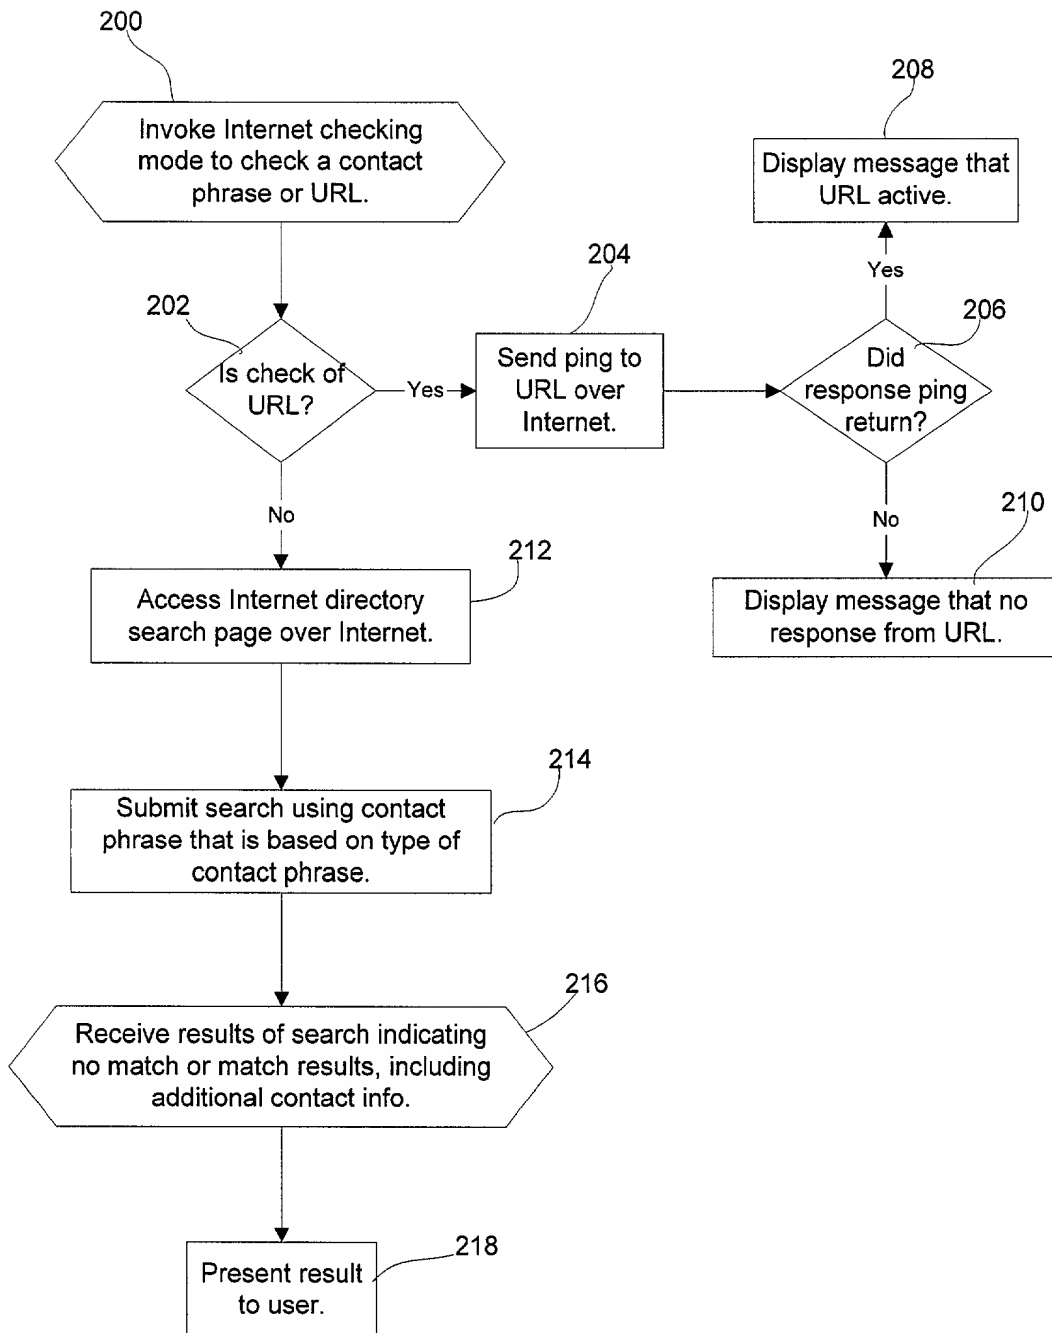 200
Invoke Internet checking
mode to check a contact
phrase or URL.
208
Display message that
URL active.
Yes
204
202
206
Is check of
URL?
Yes
Send ping to
URL over
Internet.
Did
response ping
return?
No
No
210
212
Access Internet directory
search page over Internet.
Display message that no
response from URL.
214
Submit search using contact
phrase that is based on type of
contact phrase.
216
Receive results of search indicating
no match or match results, including
additional contact info.
218
Present result
to user.